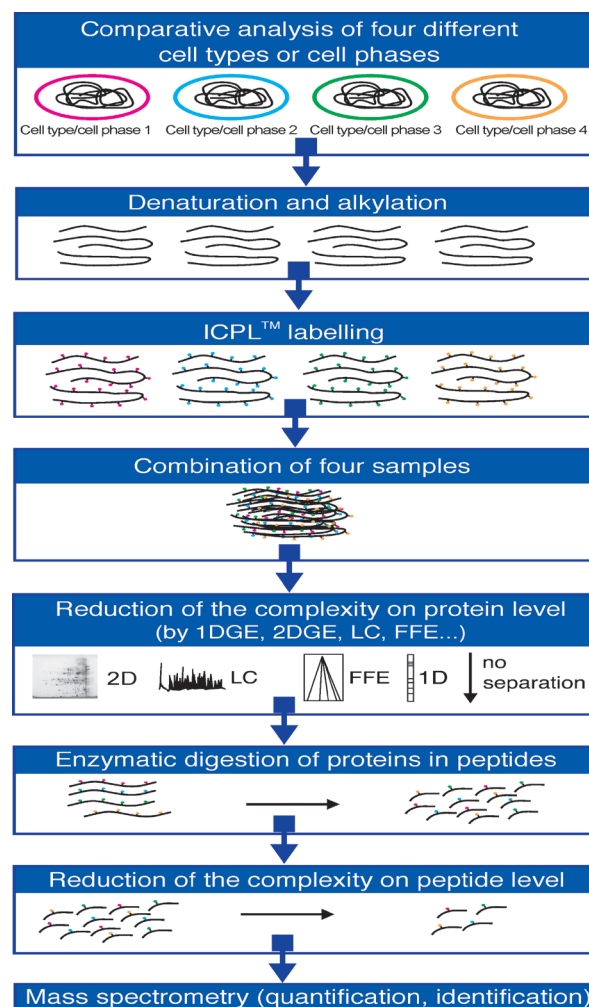 Comparative analysis of four different
cell types or cell phases
Cell type/cell phase 1 Cell type/cell phase 2 Cell type/cell phase 3 Cell type/cell phase 4
Denaturation and alkylation
ICPL™ labelling
Combination of four samples
Reduction of the complexity on protein level
(by 1DGE, 2DGE, LC, FFE...)
2D LC FFE 1D no
separation
Enzymatic digestion of proteins in peptides
Reduction of the complexity on peptide level
Mass spectrometry (quantification, identification)